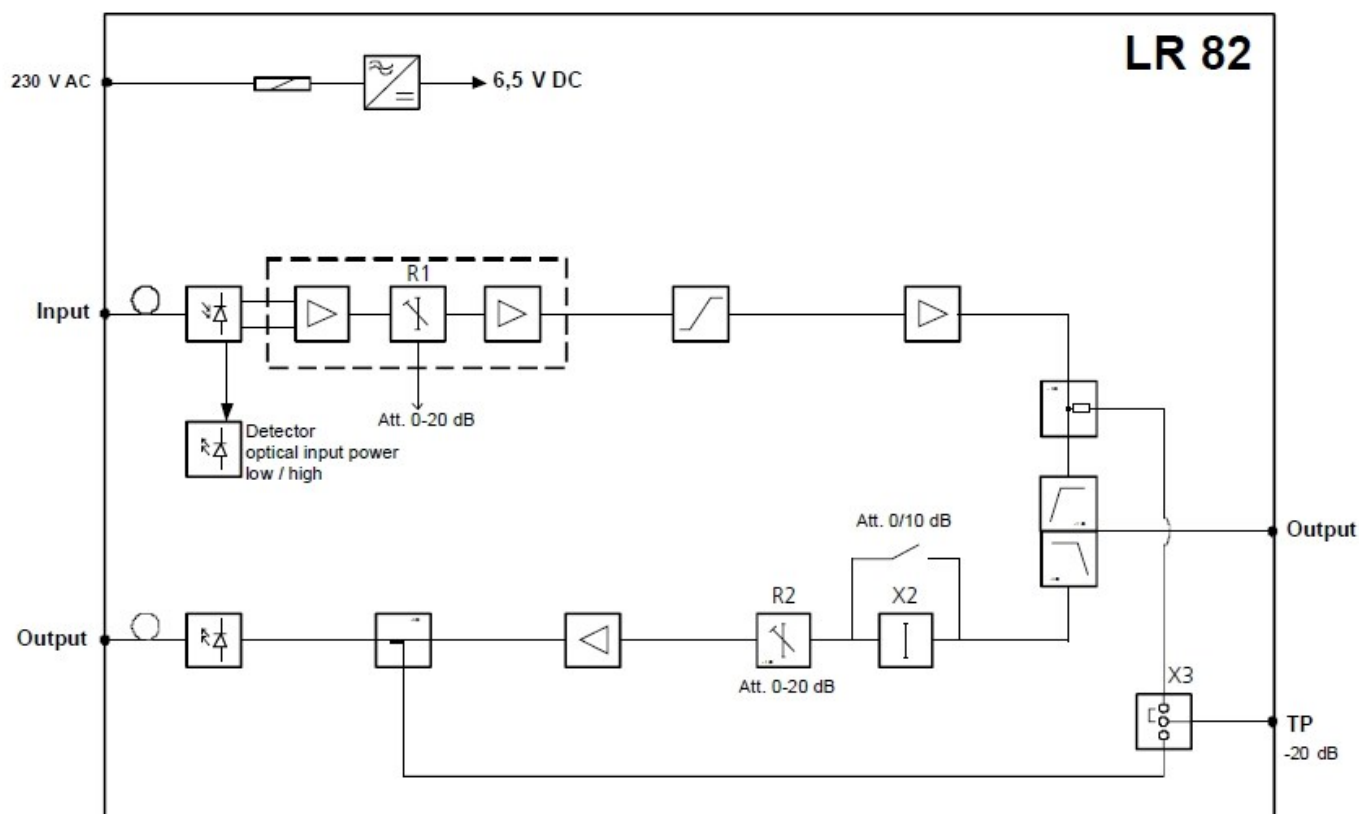 LR 82
230 V AC
6,5 V DC
R1
Input
Att. 0-20 dB
Detector
optical input power
low / high
Att. 0/10 dB
Output
R2
X2
Output
Att. 0-20 dB
X3
TP
-20 dB